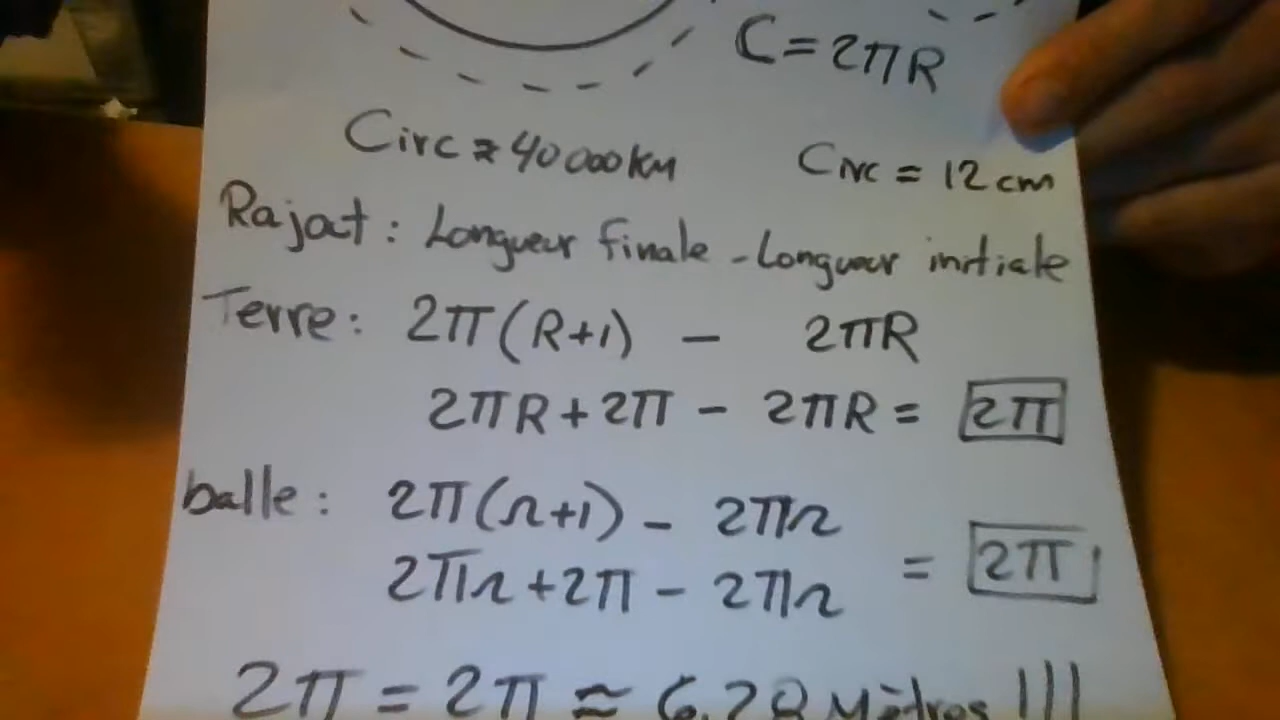 C = 2πR
Circ ≈ 40 000 km
Circ = 12 cm
Rajout : Longueur finale - Longueur initiale
Terre : 2π(R+1) - 2πR
2πR + 2π - 2πR = 2π
balle : 2π(r+1) - 2πr
2πr + 2π - 2πr = 2π
2π = 2π ≈ 6,28 Mètres !!!